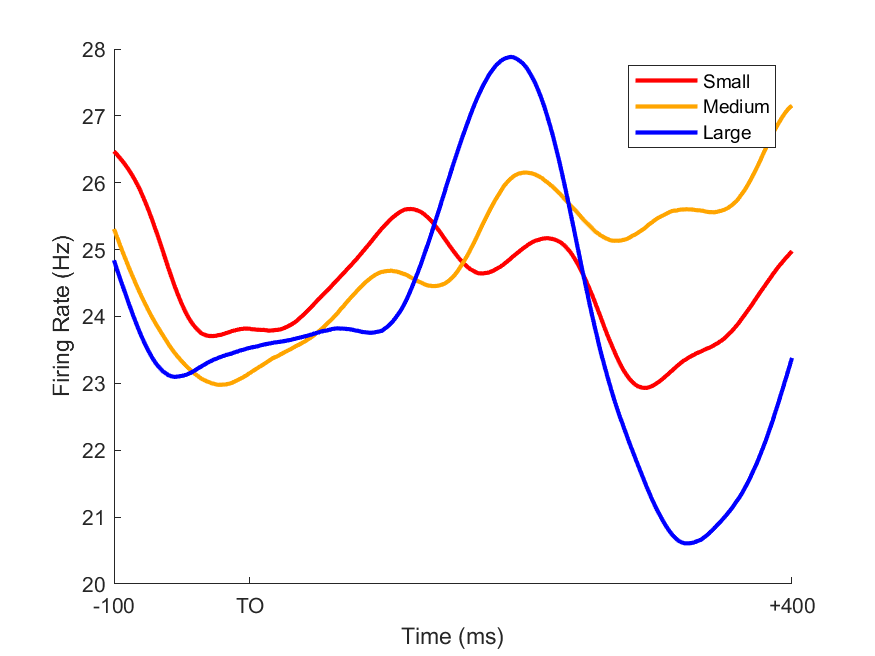 28
27
26
25
24
23
22
21
20
Firing Rate (Hz)
Small
Medium
Large
-100
TO
+400
Time (ms)